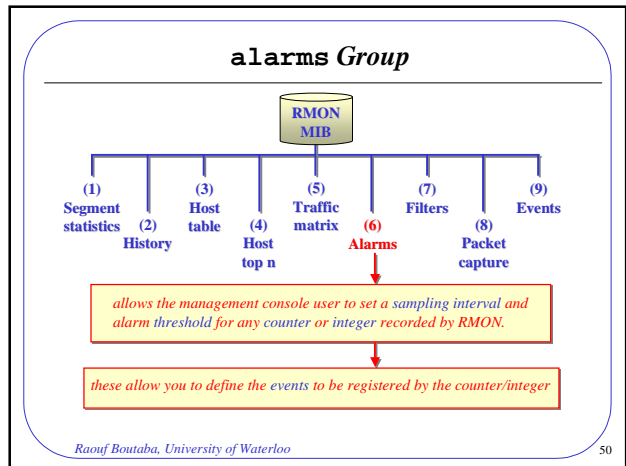 alarms Group
RMON
MIB
(1)
Segment
statistics
(2)
History
(3)
Host
table
(4)
Host
top n
(5)
Traffic
matrix
(6)
Alarms
(7)
Filters
(8)
Packet
capture
(9)
Events
allows the management console user to set a sampling interval and
alarm threshold for any counter or integer recorded by RMON.
these allow you to define the events to be registered by the counter/integer
Raouf Boutaba, University of Waterloo
50